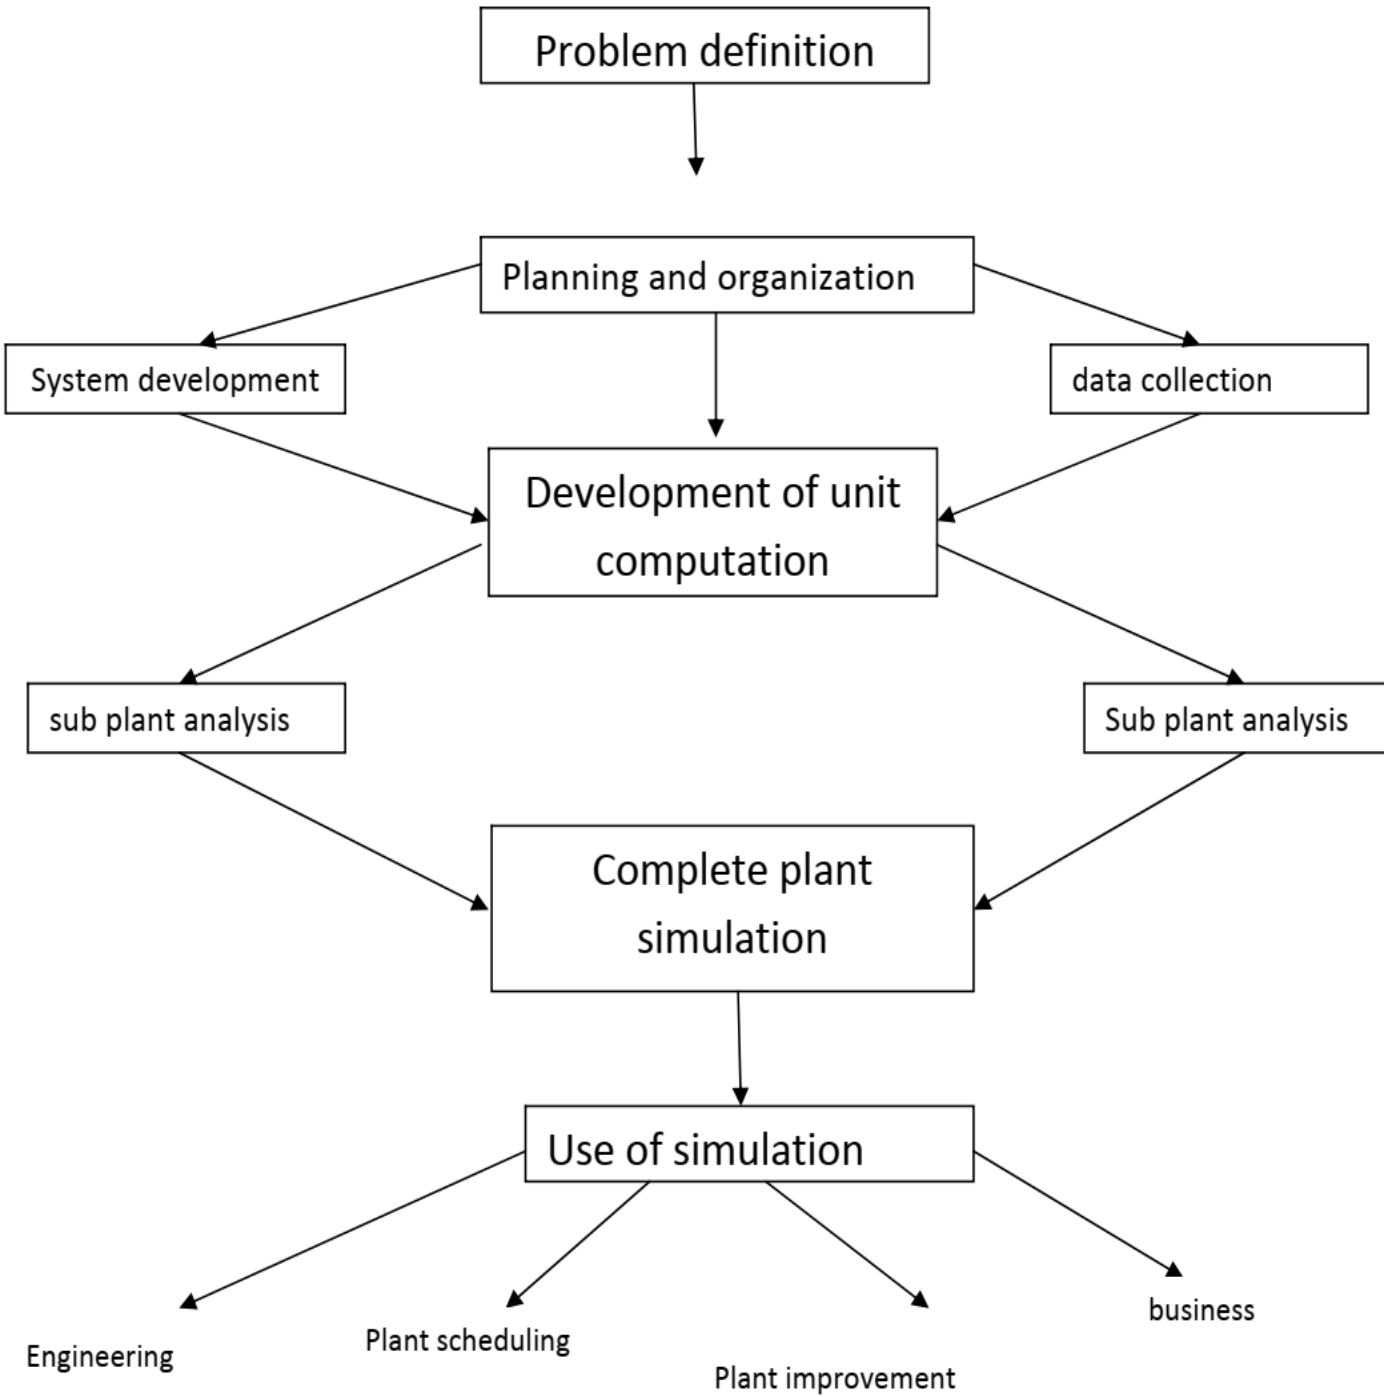 Problem definition
Planning and organization
System development
data collection
Development of unit
computation
sub plant analysis
Sub plant analysis
Complete plant
simulation
Use of simulation
Engineering
Plant scheduling
Plant improvement
business